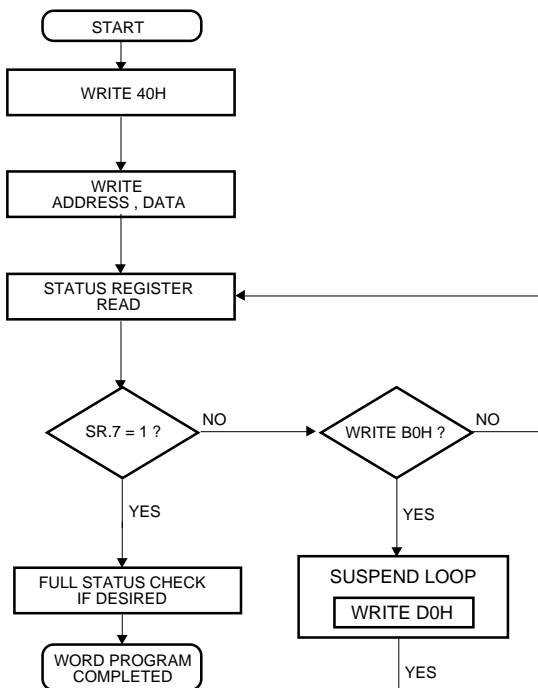 START
WRITE 40H
WRITE
ADDRESS , DATA
STATUS REGISTER
READ
SR.7 = 1 ?
NO
WRITE B0H ?
NO
YES
YES
FULL STATUS CHECK
IF DESIRED
SUSPEND LOOP
WRITE D0H
WORD PROGRAM
COMPLETED
YES